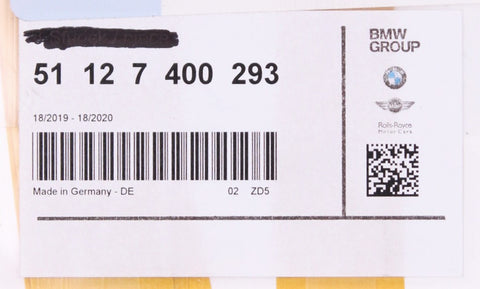 51 12 7 400 293
18/2019 - 18/2020
Made in Germany - DE 02 ZD5
BMW
GROUP
Rolls-Royce
Motor Cars